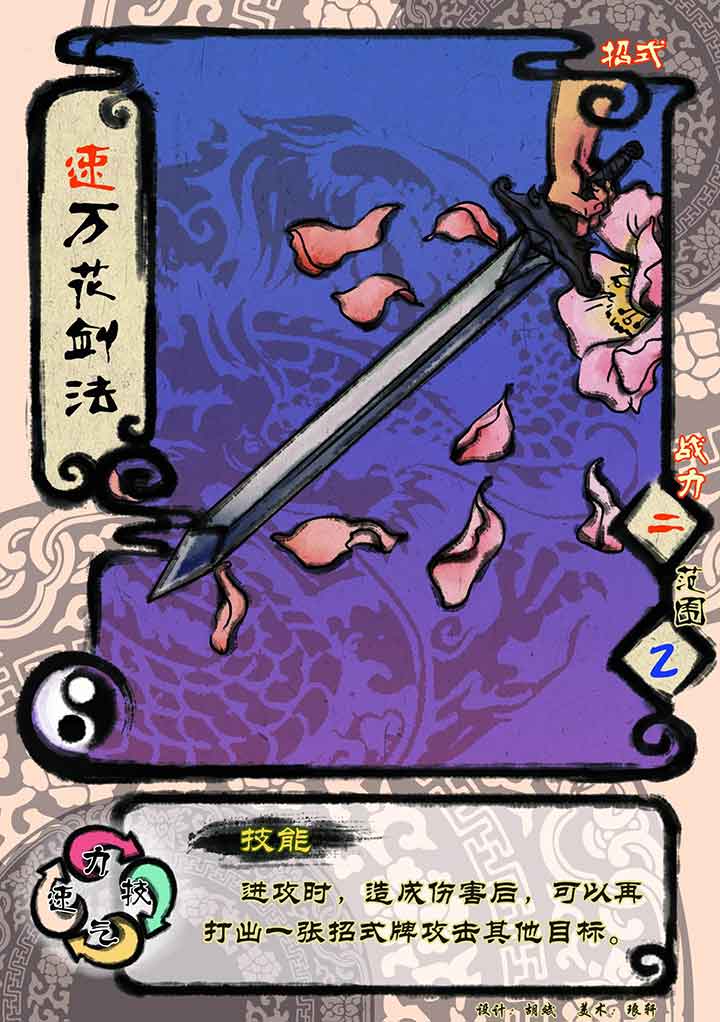 招式
速万花剑法
战力
二
范围
2
技能
力
速
技
气
进攻时，造成伤害后，可以再
打出一张招式牌攻击其他目标。
设计：胡斌 美术：琅轩